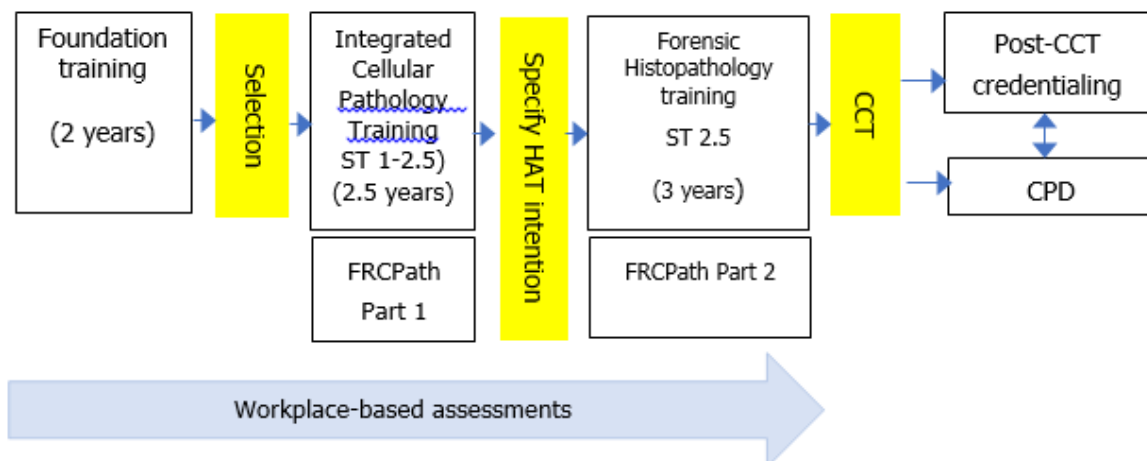 Foundation
training
(2 years)
Selection
Integrated
Cellular
Pathology
Training
ST 1-2.5)
(2.5 years)
FRCPath
Part 1
Specify HAT intention
Forensic
Histopathology
training
ST 2.5
(3 years)
FRCPath Part 2
CCT
Post-CCT
credentialing
CPD
Workplace-based assessments